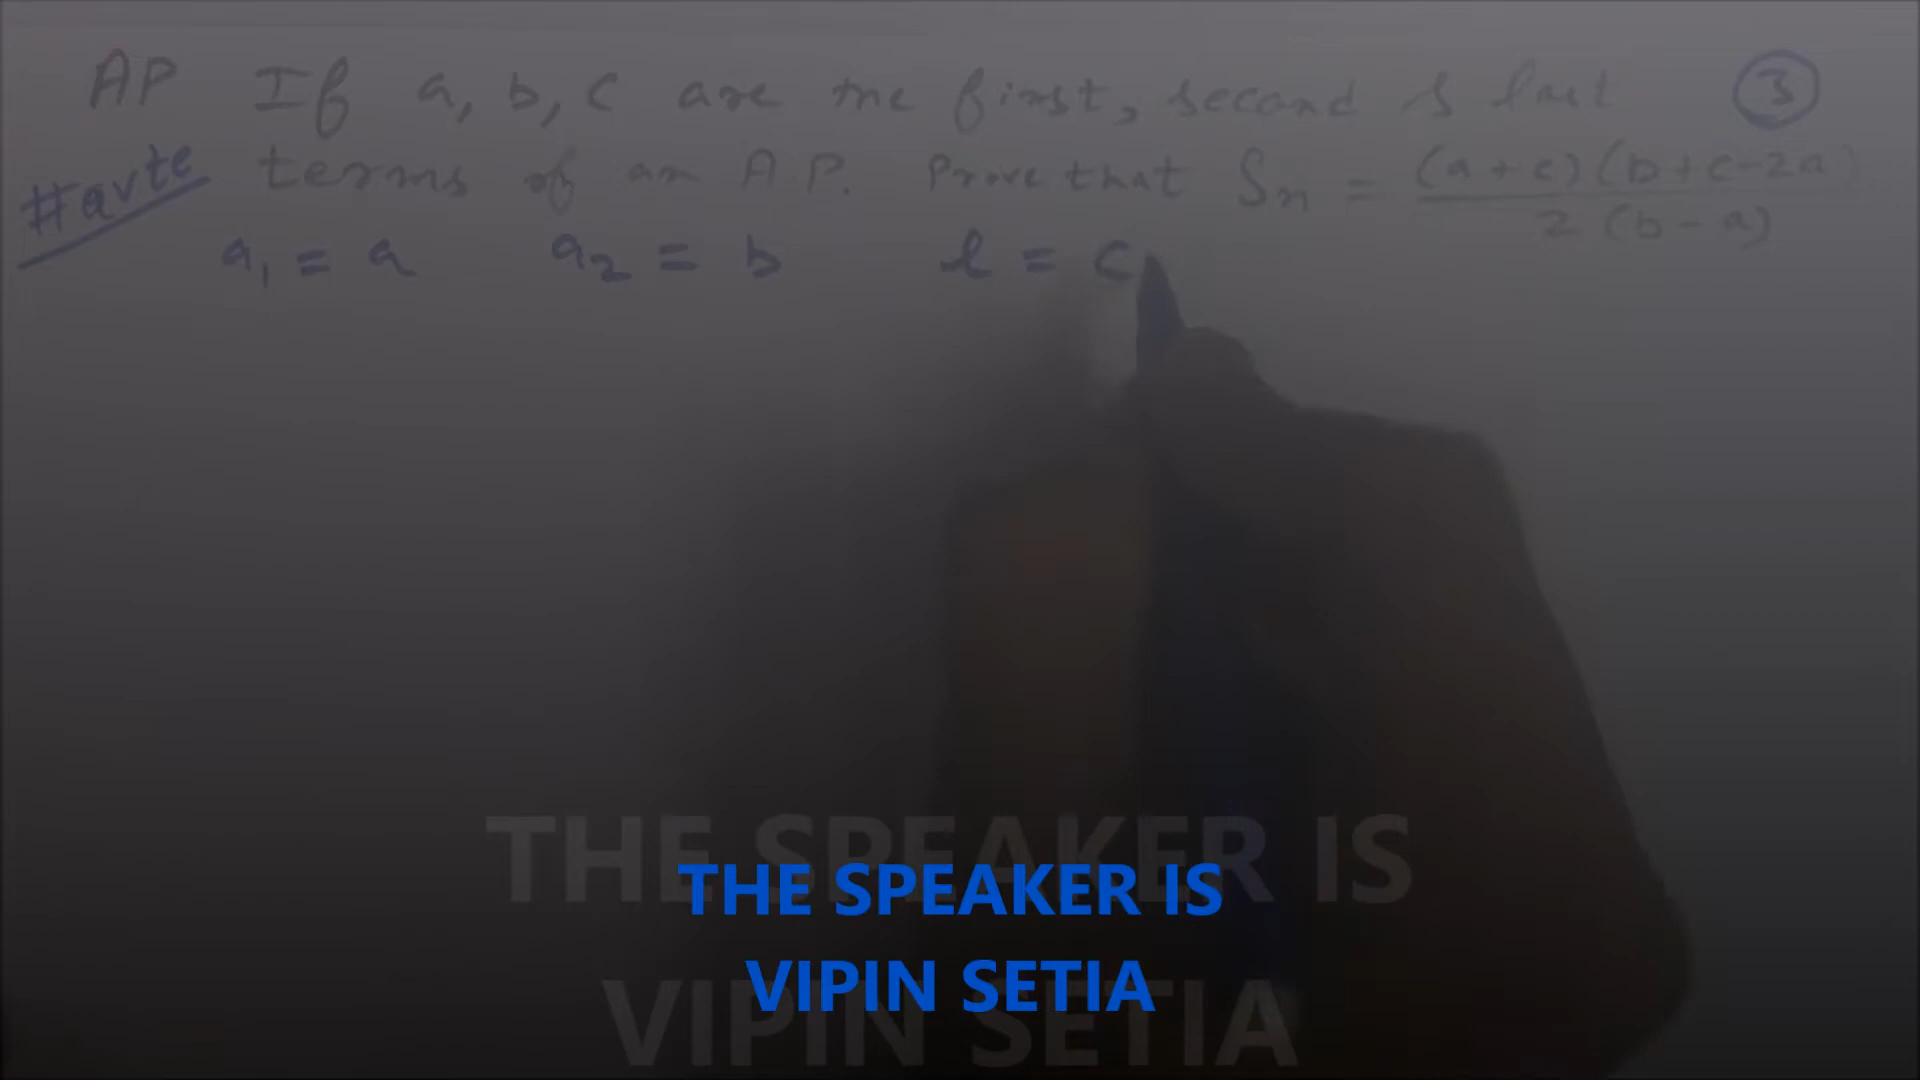 AP If a, b, c are the first, second & last ③
#avte terms of an AP. Prove that Sn = (a+c)(b+c-2a) / 2(b-a)
a₁ = a a₂ = b l = c
THE SPEAKER IS
THE SPEAKER IS
VIPIN SETIA
VIPIN SETIA